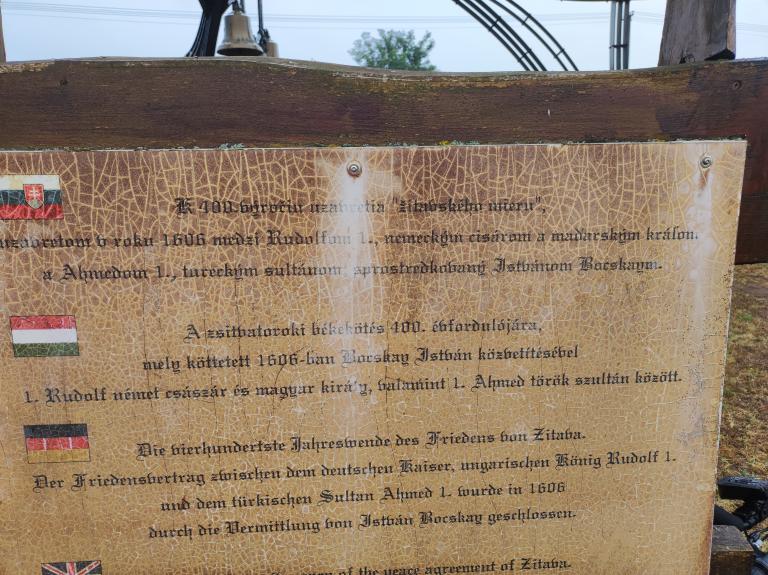 K 400 výročiu uzavretia "žitavského mieru",
uzavretom v roku 1606 medzi Rudolfom 1., nemeckým cisárom a maďarským kráľom.
a Ahmedom 1., tureckým sultánom, sprostredkovaný Istvánom Bocskaym.
A zsitvatoroki békekötés 400. évfordulójára,
mely köttetett 1606-ban Bocskay István közvetítésével
1. Rudolf német császár és magyar király, valamint 1. Ahmed török szultán között.
Die vierhundertste Jahreswende des Friedens von Zitava.
Der Friedensvertrag zwischen dem deutschen Kaiser, ungarischen König Rudolf 1.
und dem türkischen Sultan Ahmed 1. wurde in 1606
durch die Vermittlung von István Bocskay geschlossen.
of the peace agreement of Zitava.